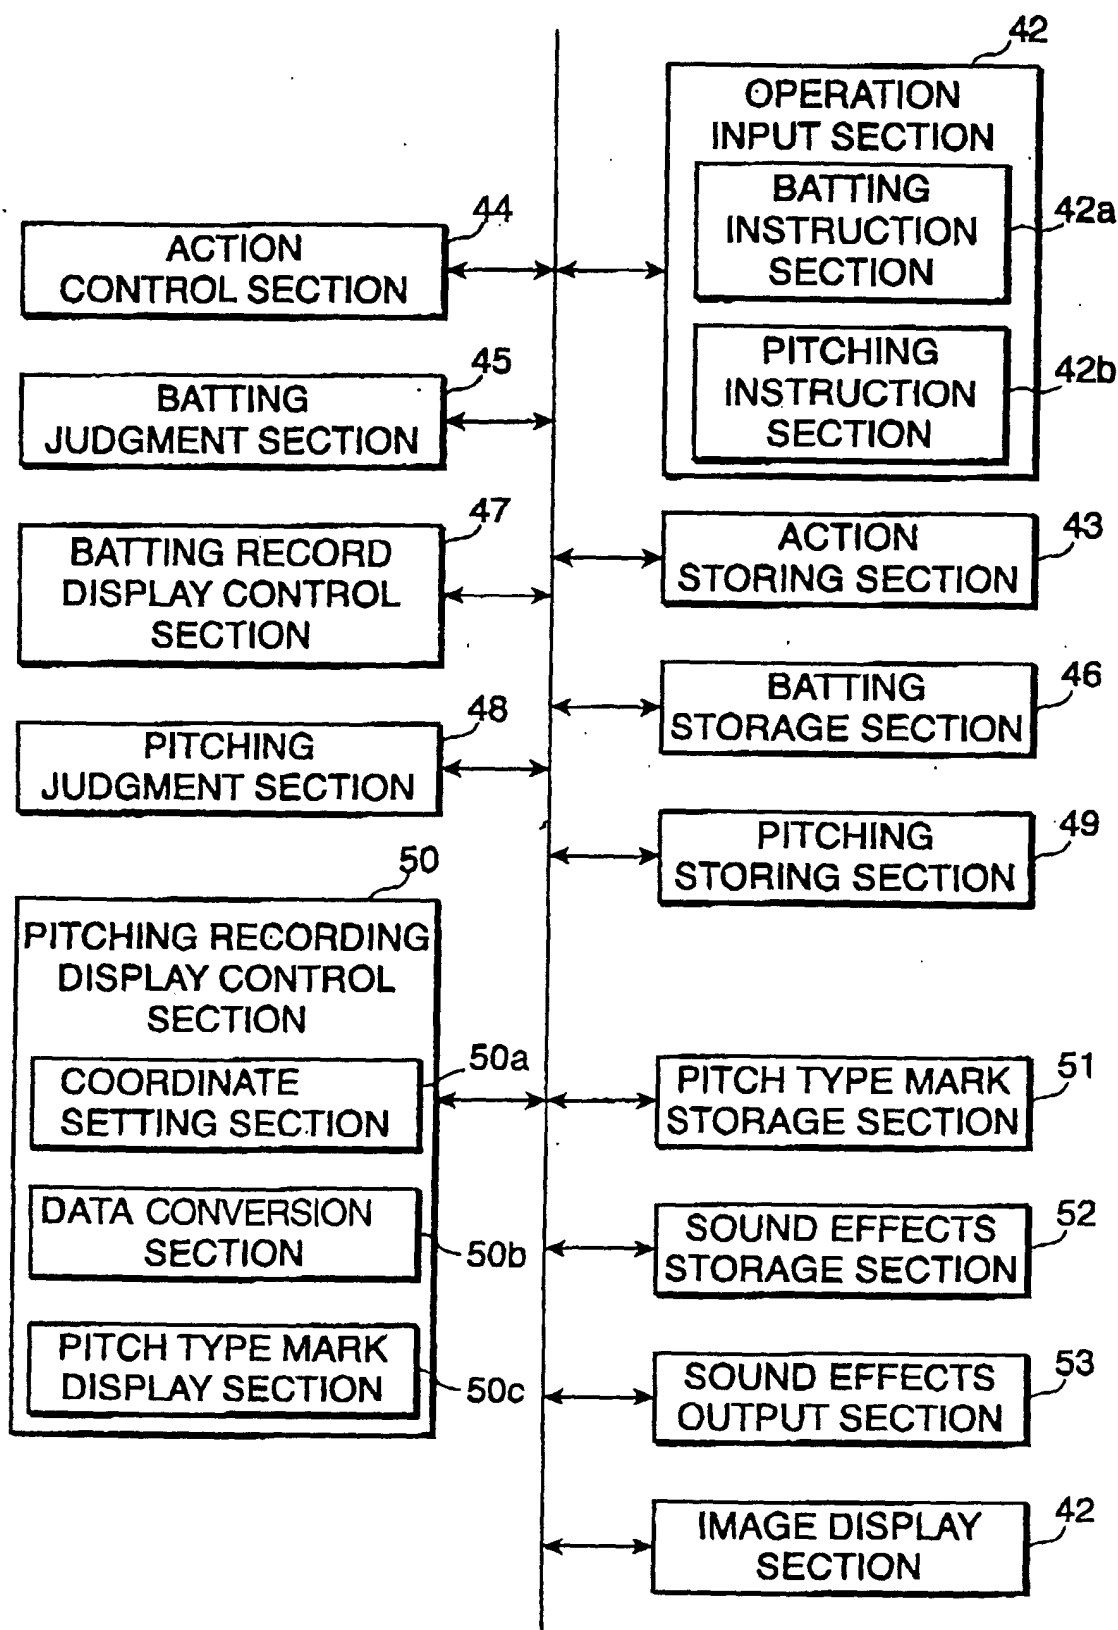 42
OPERATION
INPUT SECTION
BATTING
INSTRUCTION
SECTION
42a
PITCHING
INSTRUCTION
SECTION
42b
44
ACTION
CONTROL SECTION
45
BATTING
JUDGMENT SECTION
47
BATTING RECORD
DISPLAY CONTROL
SECTION
43
ACTION
STORING SECTION
46
BATTING
STORAGE SECTION
48
PITCHING
JUDGMENT SECTION
49
PITCHING
STORING SECTION
50
PITCHING RECORDING
DISPLAY CONTROL
SECTION
50a
COORDINATE
SETTING SECTION
DATA CONVERSION
SECTION
50b
PITCH TYPE MARK
DISPLAY SECTION
50c
51
PITCH TYPE MARK
STORAGE SECTION
52
SOUND EFFECTS
STORAGE SECTION
53
SOUND EFFECTS
OUTPUT SECTION
42
IMAGE DISPLAY
SECTION